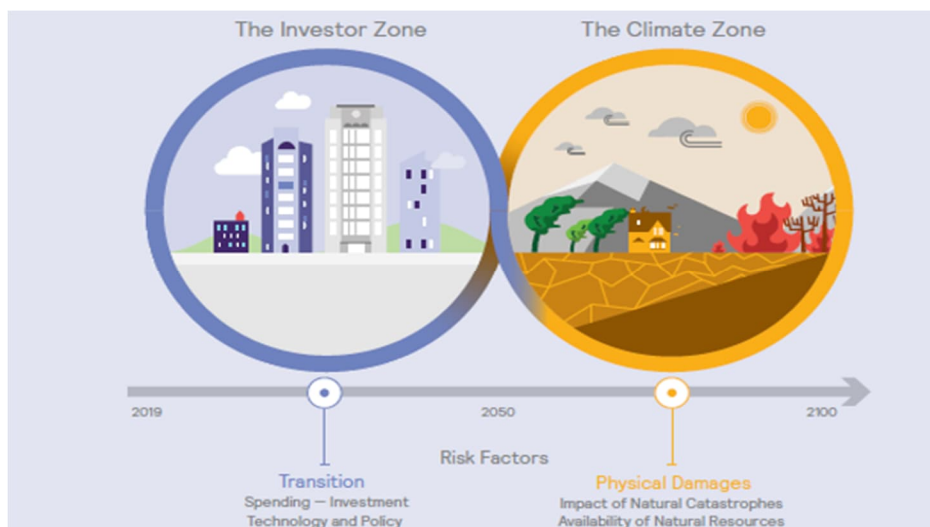 The Investor Zone
The Climate Zone
2019
2050
2100
Risk Factors
Transition
Spending — Investment
Technology and Policy
Physical Damages
Impact of Natural Catastrophes
Availability of Natural Resources